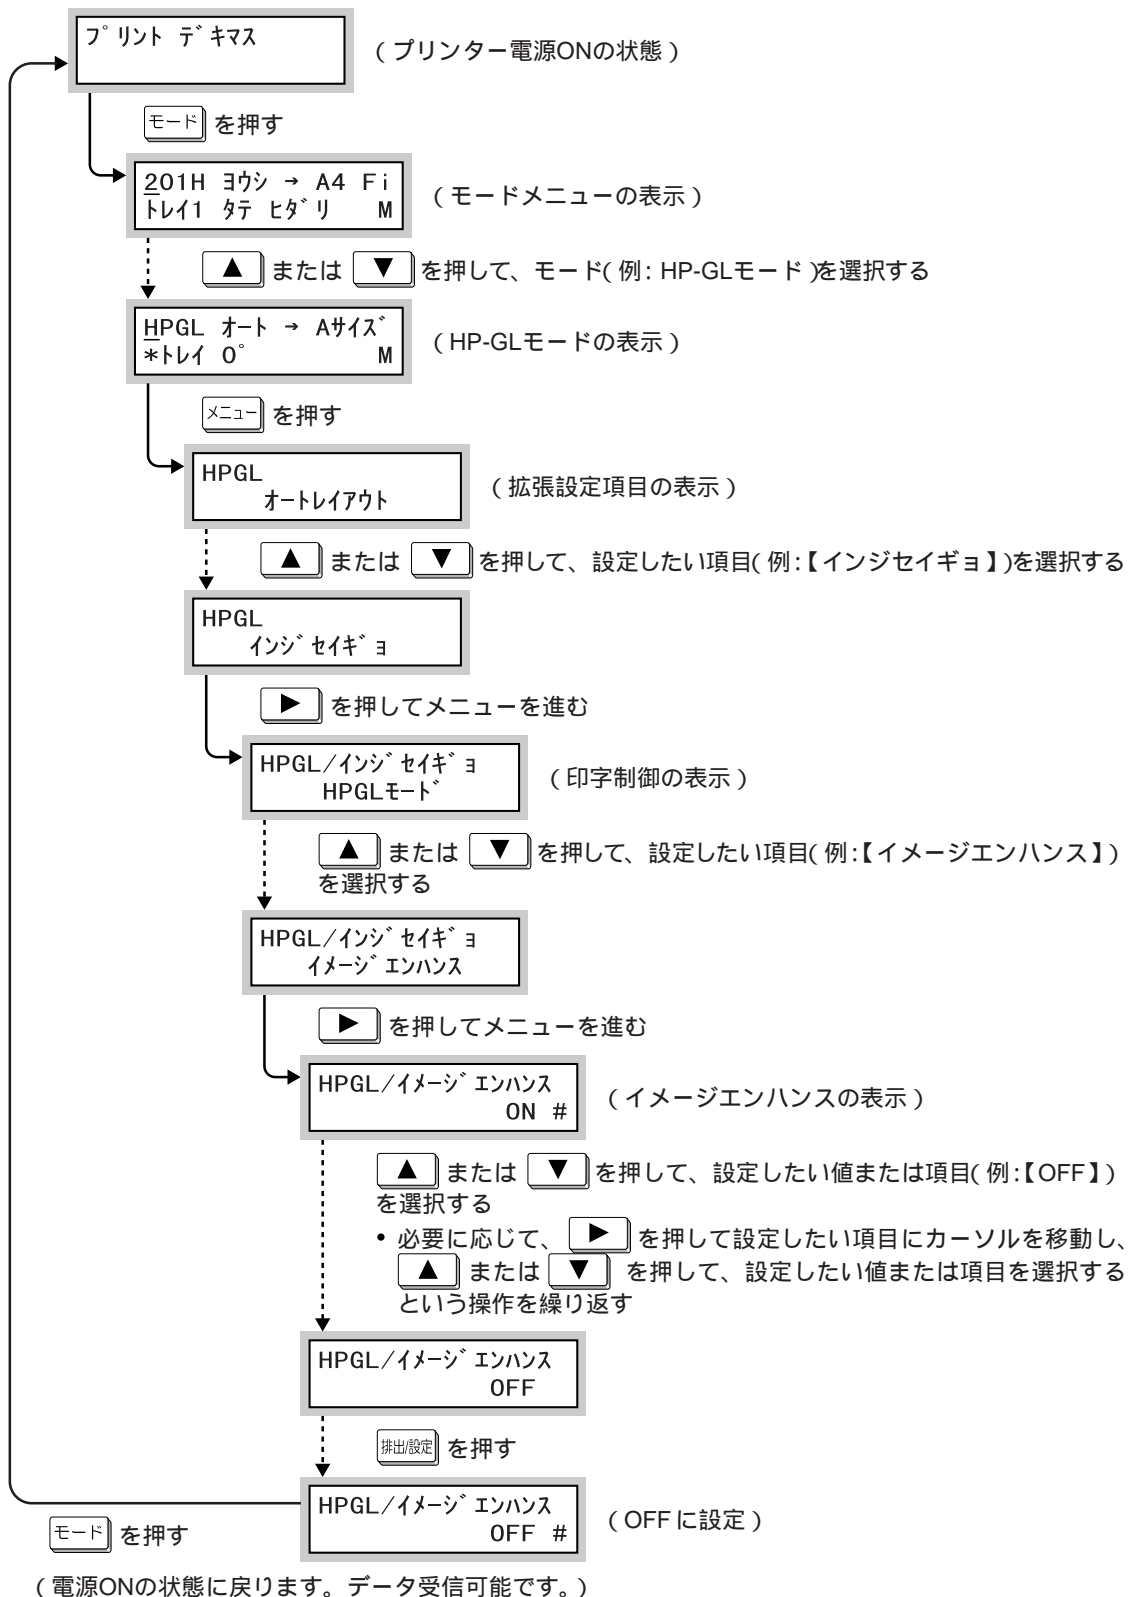 プリント デキマス
(プリンター電源ONの状態)
モード を押す
201H ヨウシ → A4 Fi
トレイ1 タテ ヒダリ M
(モードメニューの表示)
▲ または ▼ を押して、モード(例:HP-GLモード)を選択する
HPGL オート → Aサイズ
*トレイ 0° M
(HP-GLモードの表示)
メニュー を押す
HPGL
オートレイアウト
(拡張設定項目の表示)
▲ または ▼ を押して、設定したい項目(例:【インジセイギョ】)を選択する
HPGL
インジセイギョ
▶ を押してメニューを進む
HPGL/インジセイギョ
HPGLモード
(印字制御の表示)
▲ または ▼ を押して、設定したい項目(例:【イメージエンハンス】)
を選択する
HPGL/インジセイギョ
イメージエンハンス
▶ を押してメニューを進む
HPGL/イメージエンハンス
ON #
(イメージエンハンスの表示)
▲ または ▼ を押して、設定したい値または項目(例:【OFF】)
を選択する
• 必要に応じて、 ▶ を押して設定したい項目にカーソルを移動し、
▲ または ▼ を押して、設定したい値または項目を選択する
という操作を繰り返す
HPGL/イメージエンハンス
OFF
排出/設定 を押す
HPGL/イメージエンハンス
OFF #
(OFFに設定)
モード を押す
(電源ONの状態に戻ります。データ受信可能です。)